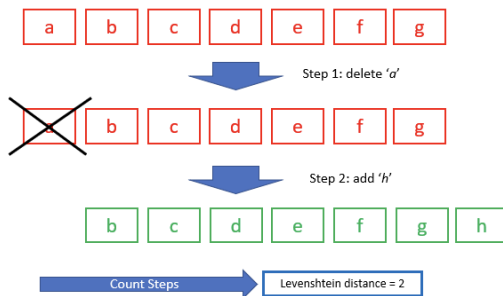 a b c d e f g
Step 1: delete ‘a’
a b c d e f g
Step 2: add ‘h’
b c d e f g h
Count Steps
Levenshtein distance = 2